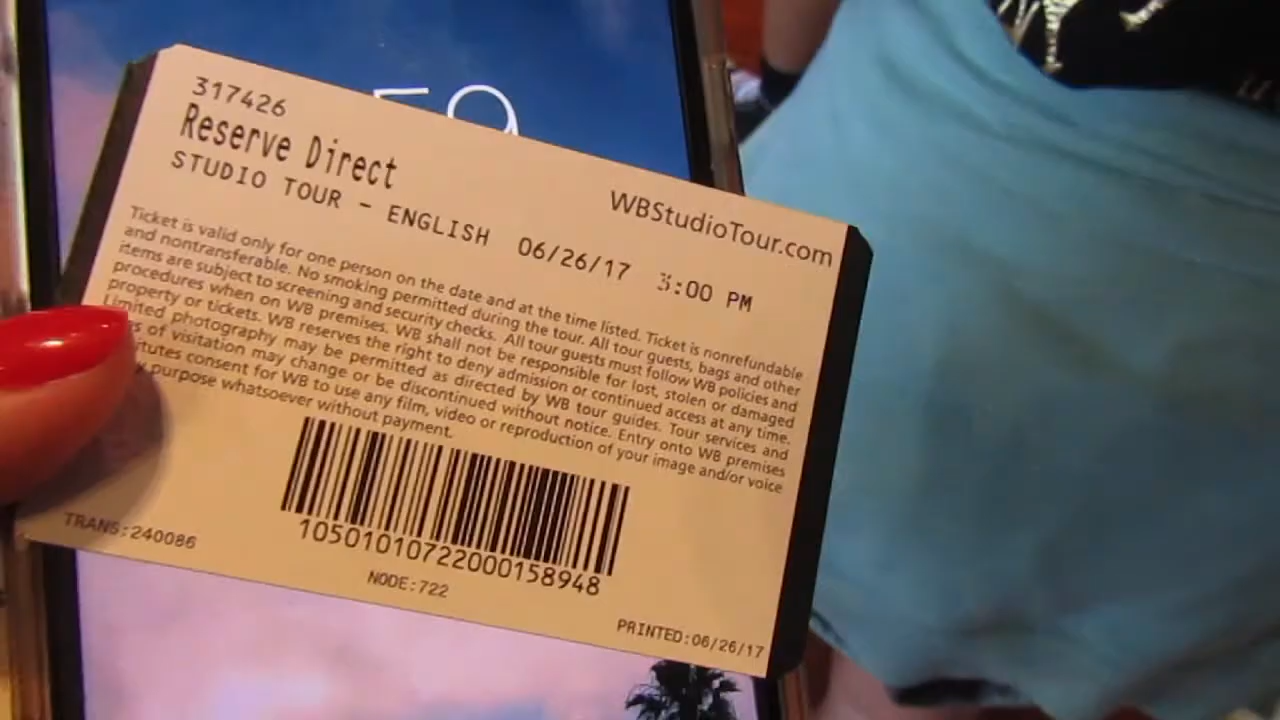 317426
Reserve Direct
WBStudioTour.com
STUDIO TOUR - ENGLISH 06/26/17 3:00 PM
Ticket is valid only for one person on the date and at the time listed. Ticket is nonrefundable
and nontransferable. No smoking permitted during the tour. All tour guests, bags and other
items are subject to screening and security checks. All tour guests must follow WB policies and
procedures when on WB premises. WB shall not be responsible for lost, stolen or damaged
property or tickets. WB reserves the right to deny admission or continued access at any time.
Limited photography may be permitted as directed by WB tour guides. Tour services and
of visitation may change or be discontinued without notice. Entry onto WB premises
consent for WB to use any film, video or reproduction of your image and/or voice
purpose whatsoever without payment.
10501010722000158948
TRANS:240086
NODE:722
PRINTED:06/26/17